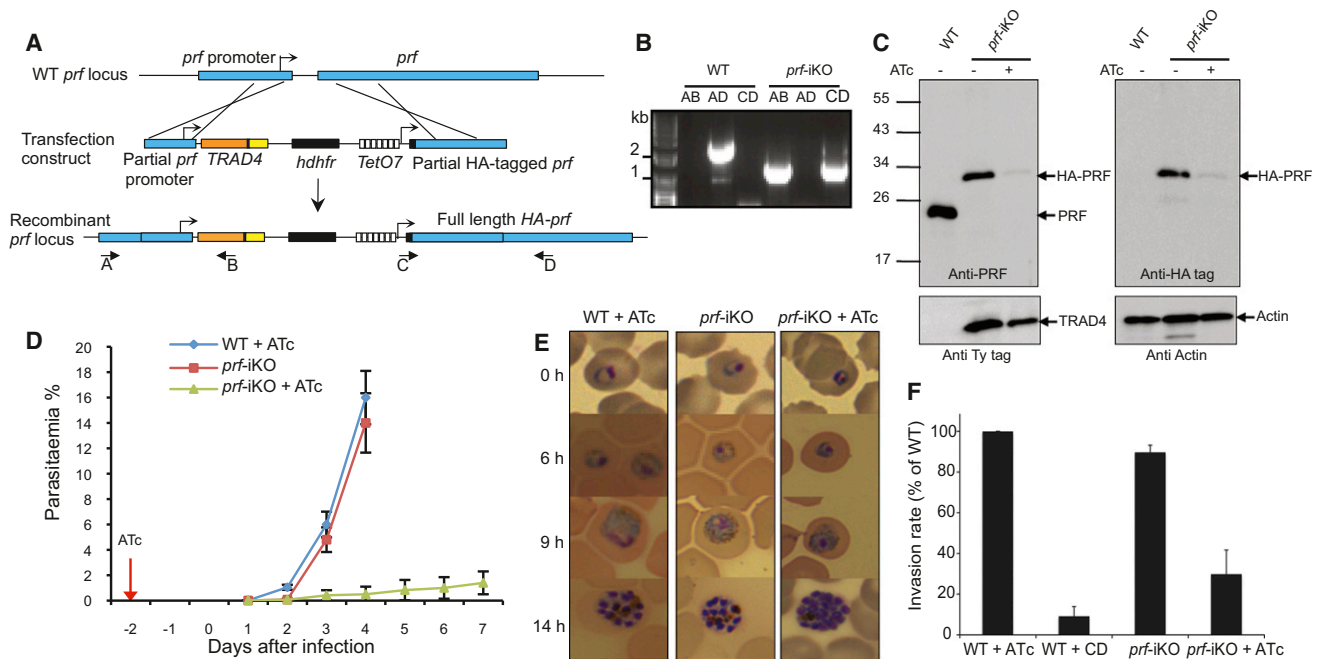 A
prf promoter
prf
WT prf locus
Transfection
construct
Partial prf
promoter
TRAD4
hdhfr
TetO7
Partial HA-tagged prf
Recombinant
prf locus
Full length HA-prf
A
B
C
D
B
WT
prf-iKO
AB AD CD AB AD CD
kb
2
1
C
WT
prf-iKO
WT
prf-iKO
ATc
- - +
ATc
- - +
55
43
34
26
17
HA-PRF
PRF
Anti-PRF
HA-PRF
Anti-HA tag
TRAD4
Anti Ty tag
Actin
Anti Actin
D
WT + ATc
prf-iKO
prf-iKO + ATc
Parasitaemia %
20
18
16
14
12
10
8
6
4
2
0
ATc
-2 -1 0 1 2 3 4 5 6 7
Days after infection
E
WT + ATc
prf-iKO
prf-iKO + ATc
0 h
6 h
9 h
14 h
F
Invasion rate (% of WT)
100
80
60
40
20
0
WT + ATc
WT + CD
prf-iKO
prf-iKO + ATc